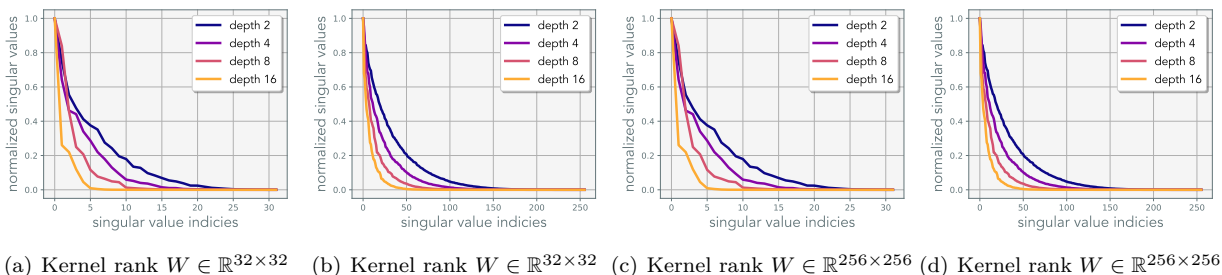 normalized singular values
1.0
0.8
0.6
0.4
0.2
0.0
depth 2
depth 4
depth 8
depth 16
0 5 10 15 20 25 30
singular value indicies
(a) Kernel rank W ∈ ℝ^{32×32}
normalized singular values
1.0
0.8
0.6
0.4
0.2
0.0
depth 2
depth 4
depth 8
depth 16
0 50 100 150 200 250
singular value indicies
(b) Kernel rank W ∈ ℝ^{32×32}
normalized singular values
1.0
0.8
0.6
0.4
0.2
0.0
depth 2
depth 4
depth 8
depth 16
0 5 10 15 20 25 30
singular value indicies
(c) Kernel rank W ∈ ℝ^{256×256}
normalized singular values
1.0
0.8
0.6
0.4
0.2
0.0
depth 2
depth 4
depth 8
depth 16
0 50 100 150 200 250
singular value indicies
(d) Kernel rank W ∈ ℝ^{256×256}